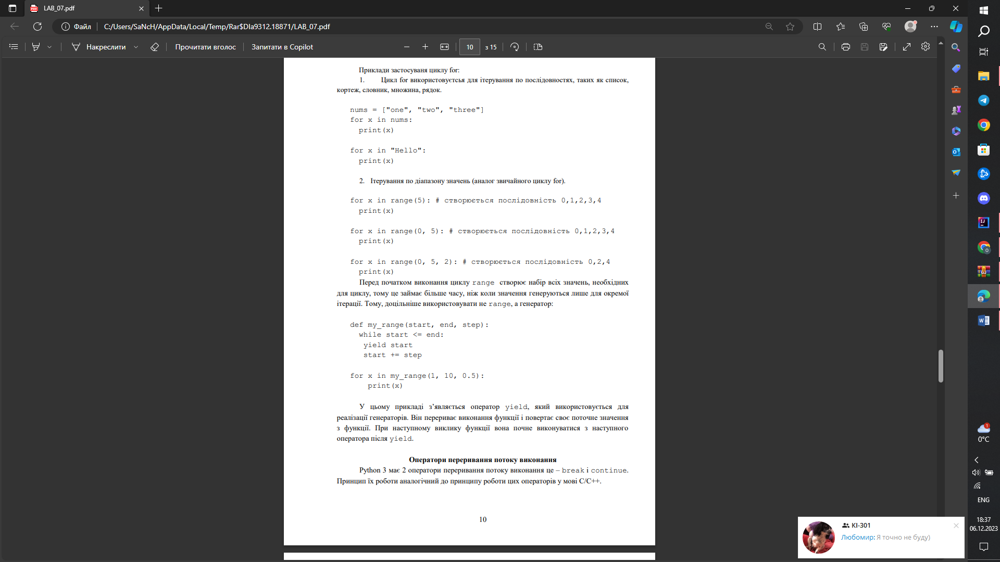 LAB_07.pdf
Файл
C:/Users/SaNcH/AppData/Local/Temp/Rar$DIa9312.18871/LAB_07.pdf
Накреслити
Прочитати вголос
Запитати в Copilot
10
з 15
Приклади застосуваня циклу for:
1. Цикл for використовуєтсья для ітерування по послідовностях, таких як список,
кортеж, словник, множина, рядок.
nums = ["one", "two", "three"]
for x in nums:
print(x)
for x in "Hello":
print(x)
2. Ітерування по діапазону значень (аналог звичайного циклу for).
for x in range(5): # створюється послідовність 0,1,2,3,4
print(x)
for x in range(0, 5): # створюється послідовність 0,1,2,3,4
print(x)
for x in range(0, 5, 2): # створюється послідовність 0,2,4
print(x)
Перед початком виконання циклу range створює набір всіх значень, необхідних
для циклу, тому це займає більше часу, ніж коли значення генеруються лише для окремої
ітерації. Тому, доцільніше використовувати не range, а генератор:
def my_range(start, end, step):
while start <= end:
yield start
start += step
for x in my_range(1, 10, 0.5):
print(x)
У цьому прикладі з’являється оператор yield, який використовується для
реалізації генераторів. Він перериває виконання функції і повертає своє поточне значення
з функції. При наступному виклику функції вона почне виконуватися з наступного
оператора після yield.
Оператори переривання потоку виконання
Python 3 має 2 оператори переривання потоку виконання це – break і continue.
Принцип їх роботи аналогічний до принципу роботи цих операторів у мові C/C++.
10
КІ-301
Любомир: Я точно не буду)
1
0°C
ENG
18:37
06.12.2023